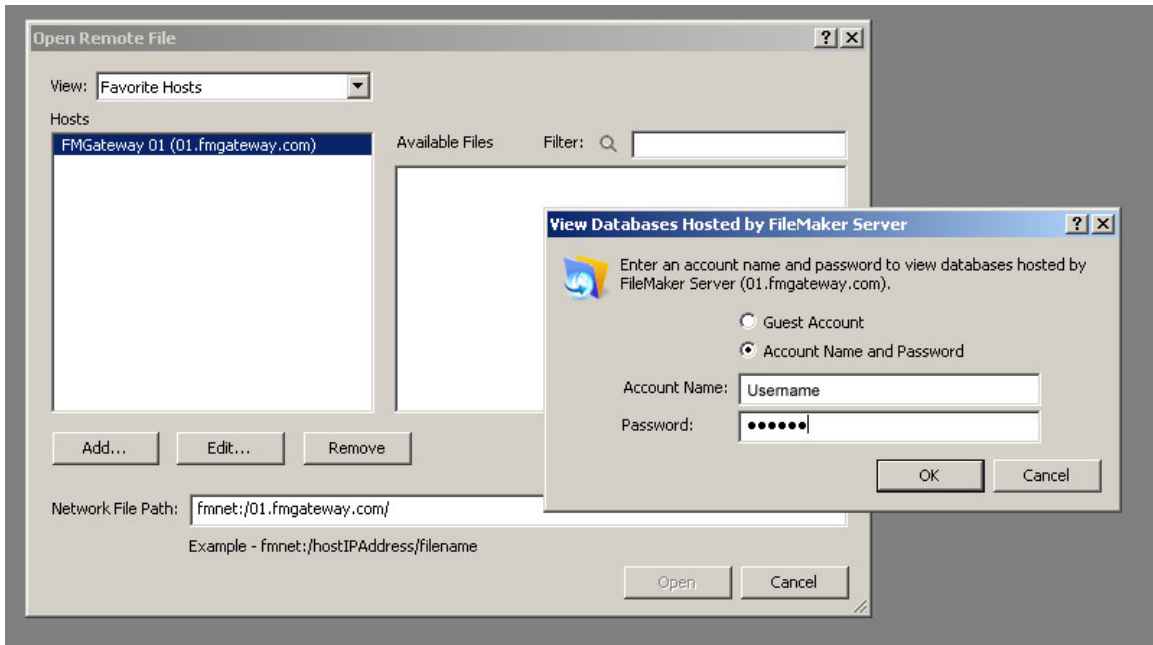 Open Remote File
View: Favorite Hosts
Hosts
FMGateway 01 (01.fmgateway.com)
Available Files Filter:
View Databases Hosted by FileMaker Server
Enter an account name and password to view databases hosted by
FileMaker Server (01.fmgateway.com).
Guest Account
Account Name and Password
Account Name: Username
Password: ●●●●●●
OK Cancel
Add... Edit... Remove
Network File Path: fmnet:/01.fmgateway.com/
Example - fmnet:/hostIPAddress/filename
Open Cancel